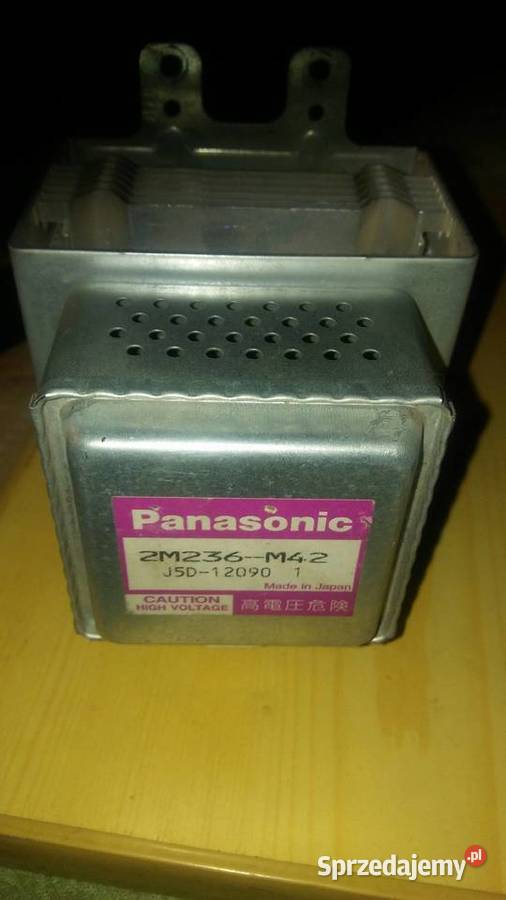 Panasonic
2M236-M42
J5D-12090 1
Made in Japan
CAUTION
HIGH VOLTAGE
高電圧危険
Sprzedajemy.pl